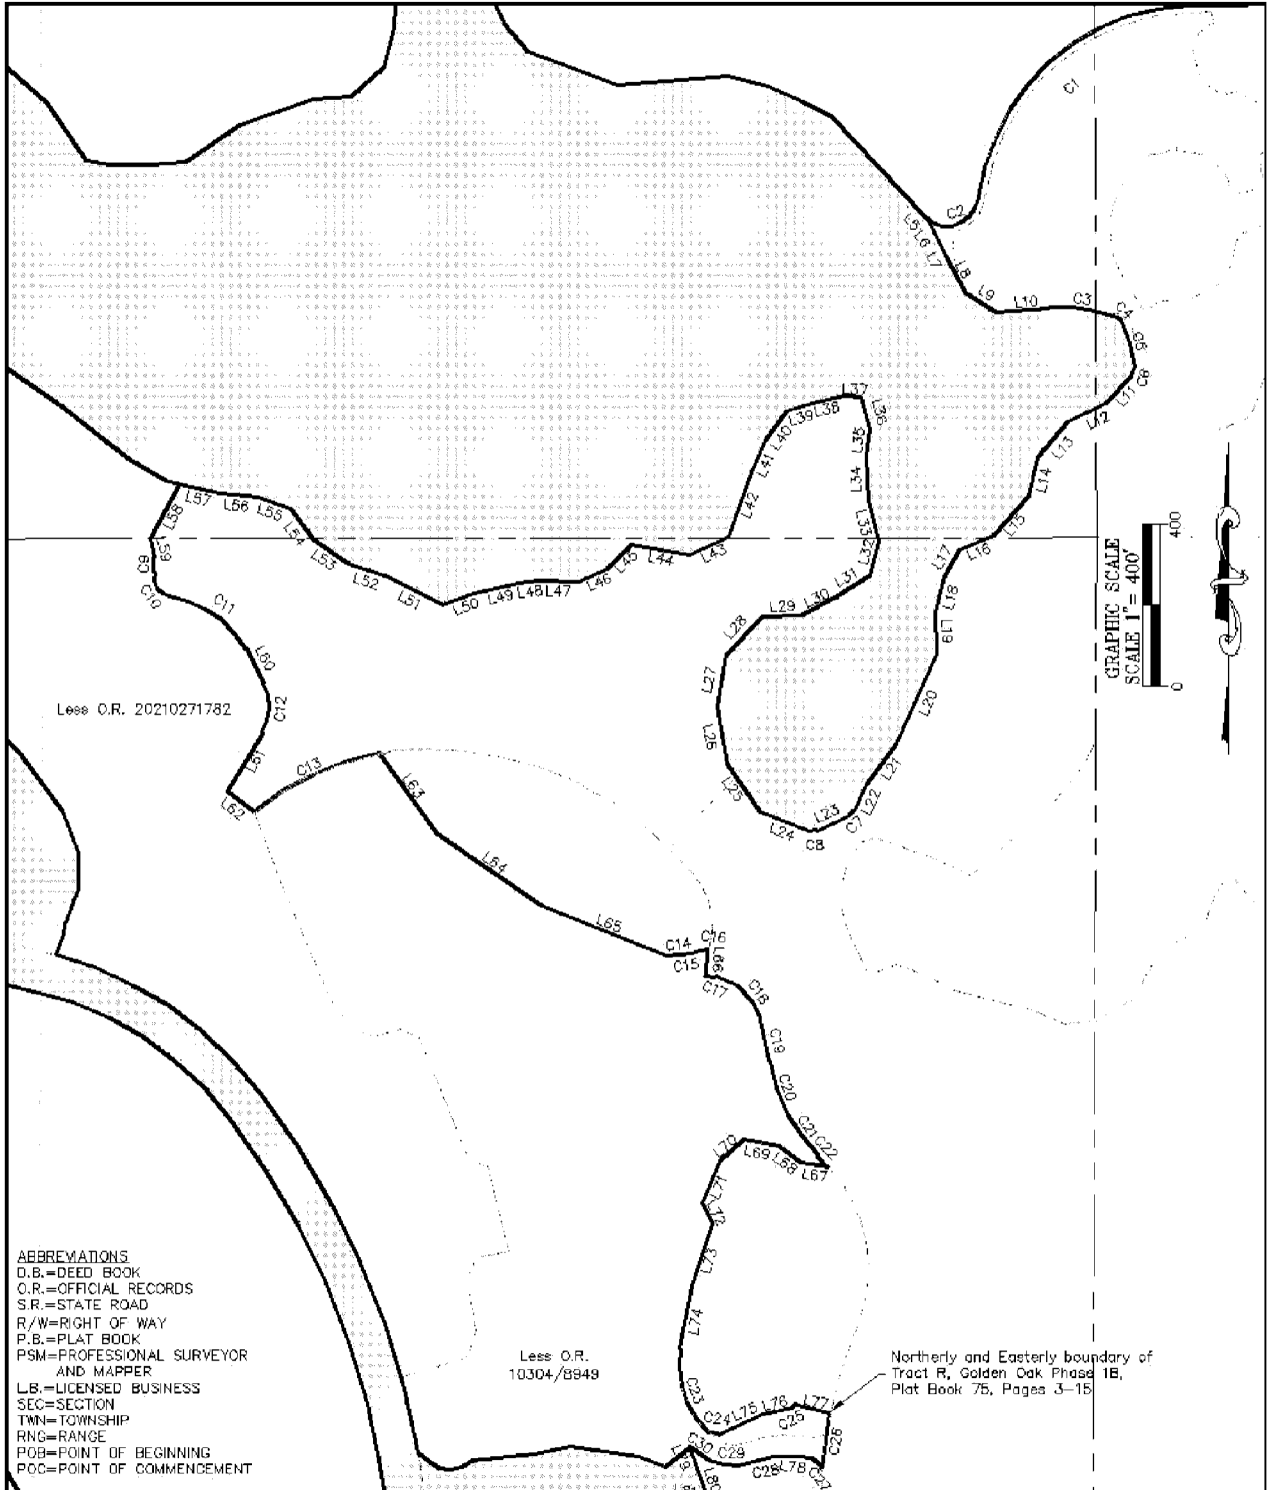 C1
C2
L5
L6
L7
L8
L9
L10
C3
C4
C5
C6
L11
L12
L13
L14
L15
L16
L17
L18
L19
L20
L21
L22
C7
L23
C8
L24
L25
L26
L27
L28
L29
L30
L31
L32
L33
L34
L35
L36
L37
L38
L39
L40
L41
L42
L43
L44
L45
L46
L47
L48
L49
L50
L51
L52
L53
L54
L55
L56
L57
L58
L59
C9
C10
C11
L60
C12
L61
L62
C13
L63
L64
L65
C14
C15
C16
L66
C17
C18
C19
C20
C21
C22
L67
L68
L69
L70
L71
L72
L73
L74
C23
C24
L75
L76
L77
C25
C26
C27
L78
C28
C29
C30
L79
L80
GRAPHIC SCALE
SCALE 1"= 400'
0
400
Less O.R. 20210271782
Less O.R.
10304/8949
Northerly and Easterly boundary of
Tract R, Golden Oak Phase 1B,
Plat Book 75, Pages 3-15
ABBREVIATIONS
D.B.=DEED BOOK
O.R.=OFFICIAL RECORDS
S.R.=STATE ROAD
R/W=RIGHT OF WAY
P.B.=PLAT BOOK
PSM=PROFESSIONAL SURVEYOR
AND MAPPER
L.B.=LICENSED BUSINESS
SEC=SECTION
TWN=TOWNSHIP
RNG=RANGE
POB=POINT OF BEGINNING
POC=POINT OF COMMENCEMENT